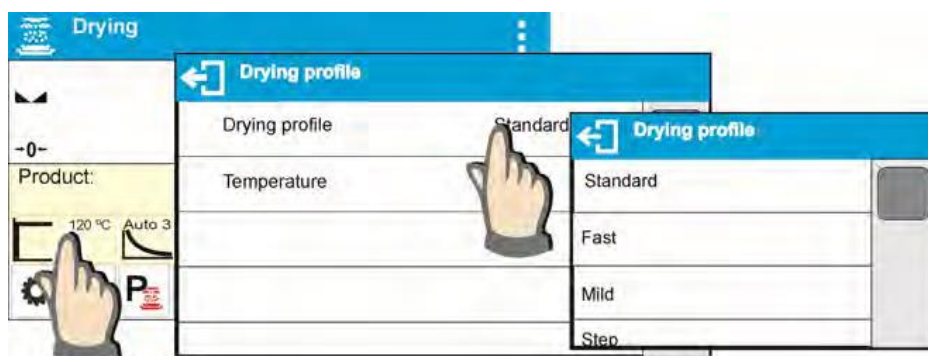 Drying
Drying profile
Drying profile Standard
Temperature
-0-
Product:
120 °C Auto 3
P
Drying profile
Standard
Fast
Mild
Step